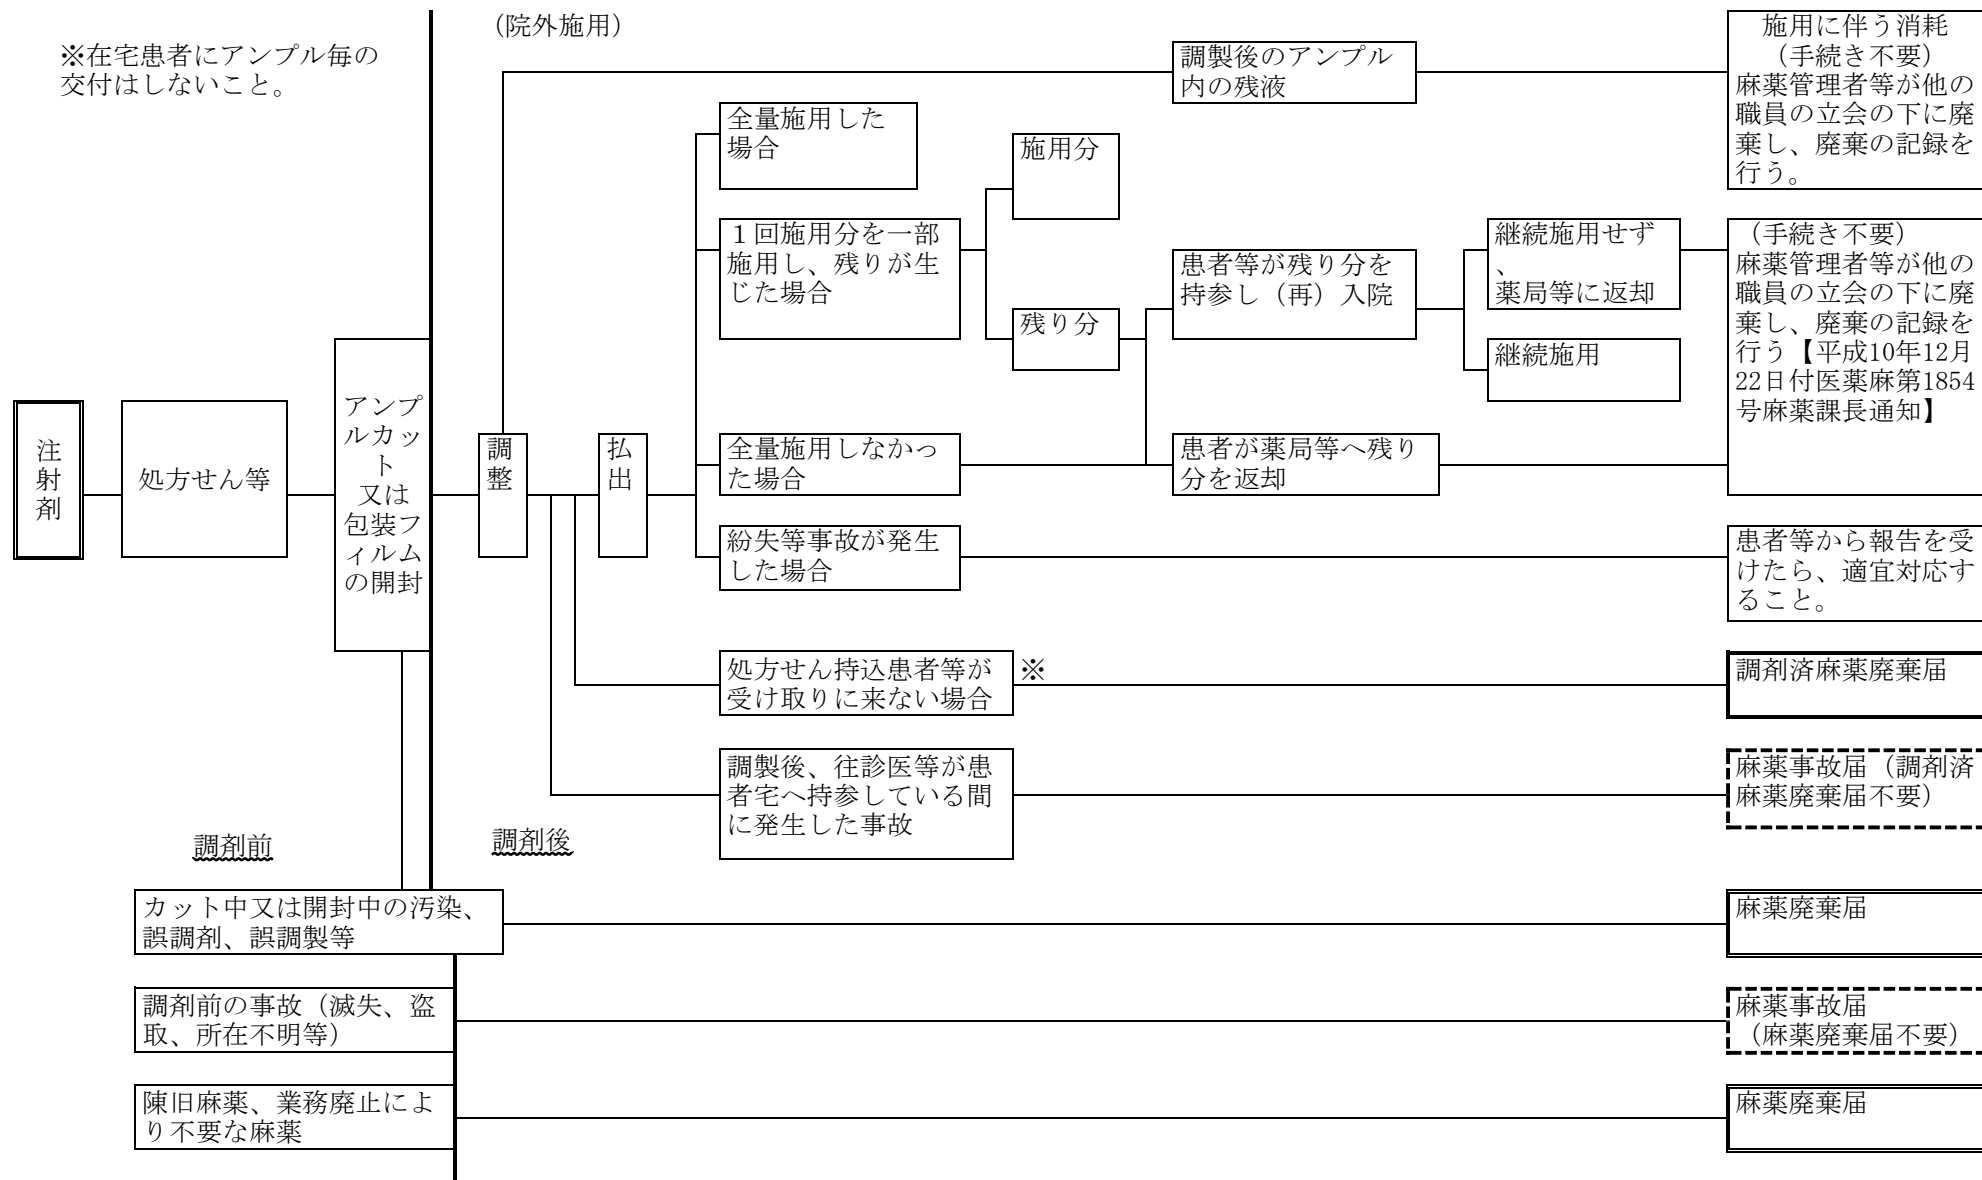 (院外施用)
※在宅患者にアンプル毎の
交付はしないこと。
調製後のアンプル
内の残液
施用に伴う消耗
(手続き不要)
麻薬管理者等が他の
職員の立会の下に廃
棄し、廃棄の記録を
行う。
全量施用した
場合
施用分
1回施用分を一部
施用し、残りが生
じた場合
残り分
患者等が残り分を
持参し(再)入院
継続施用せず
、
薬局等に返却
継続施用
(手続き不要)
麻薬管理者等が他の
職員の立会の下に廃
棄し、廃棄の記録を
行う【平成10年12月
22日付医薬麻第1854
号麻薬課長通知】
注
射
剤
処方せん等
アンプ
ルカッ
ト
又は
包装フ
ィルム
の開封
調
整
払
出
全量施用しなかっ
た場合
患者が薬局等へ残り
分を返却
紛失等事故が発生
した場合
患者等から報告を受
けたら、適宜対応す
ること。
処方せん持込患者等が
受け取りに来ない場合
※
調剤済麻薬廃棄届
調製後、往診医等が患
者宅へ持参している間
に発生した事故
麻薬事故届(調剤済
麻薬廃棄届不要)
調剤前
調剤後
カット中又は開封中の汚染、
誤調剤、誤調製等
麻薬廃棄届
調剤前の事故(滅失、盗
取、所在不明等)
麻薬事故届
(麻薬廃棄届不要)
陳旧麻薬、業務廃止によ
り不要な麻薬
麻薬廃棄届